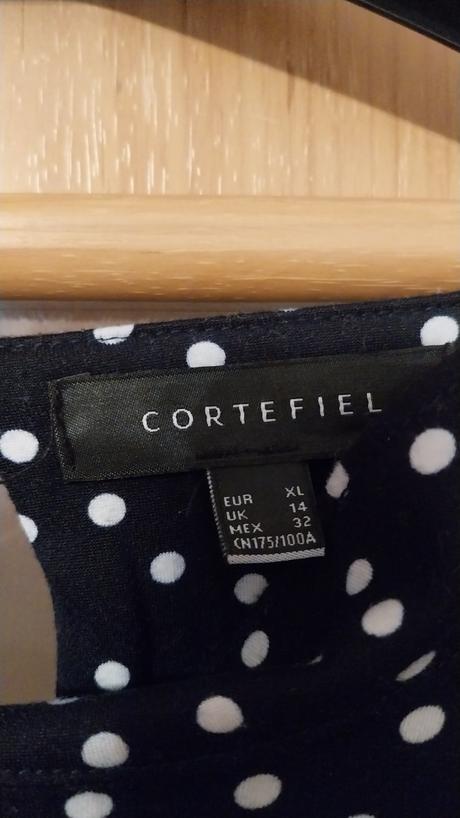 CORTEFIEL
EUR XL
UK 14
MEX 32
CN175/100A